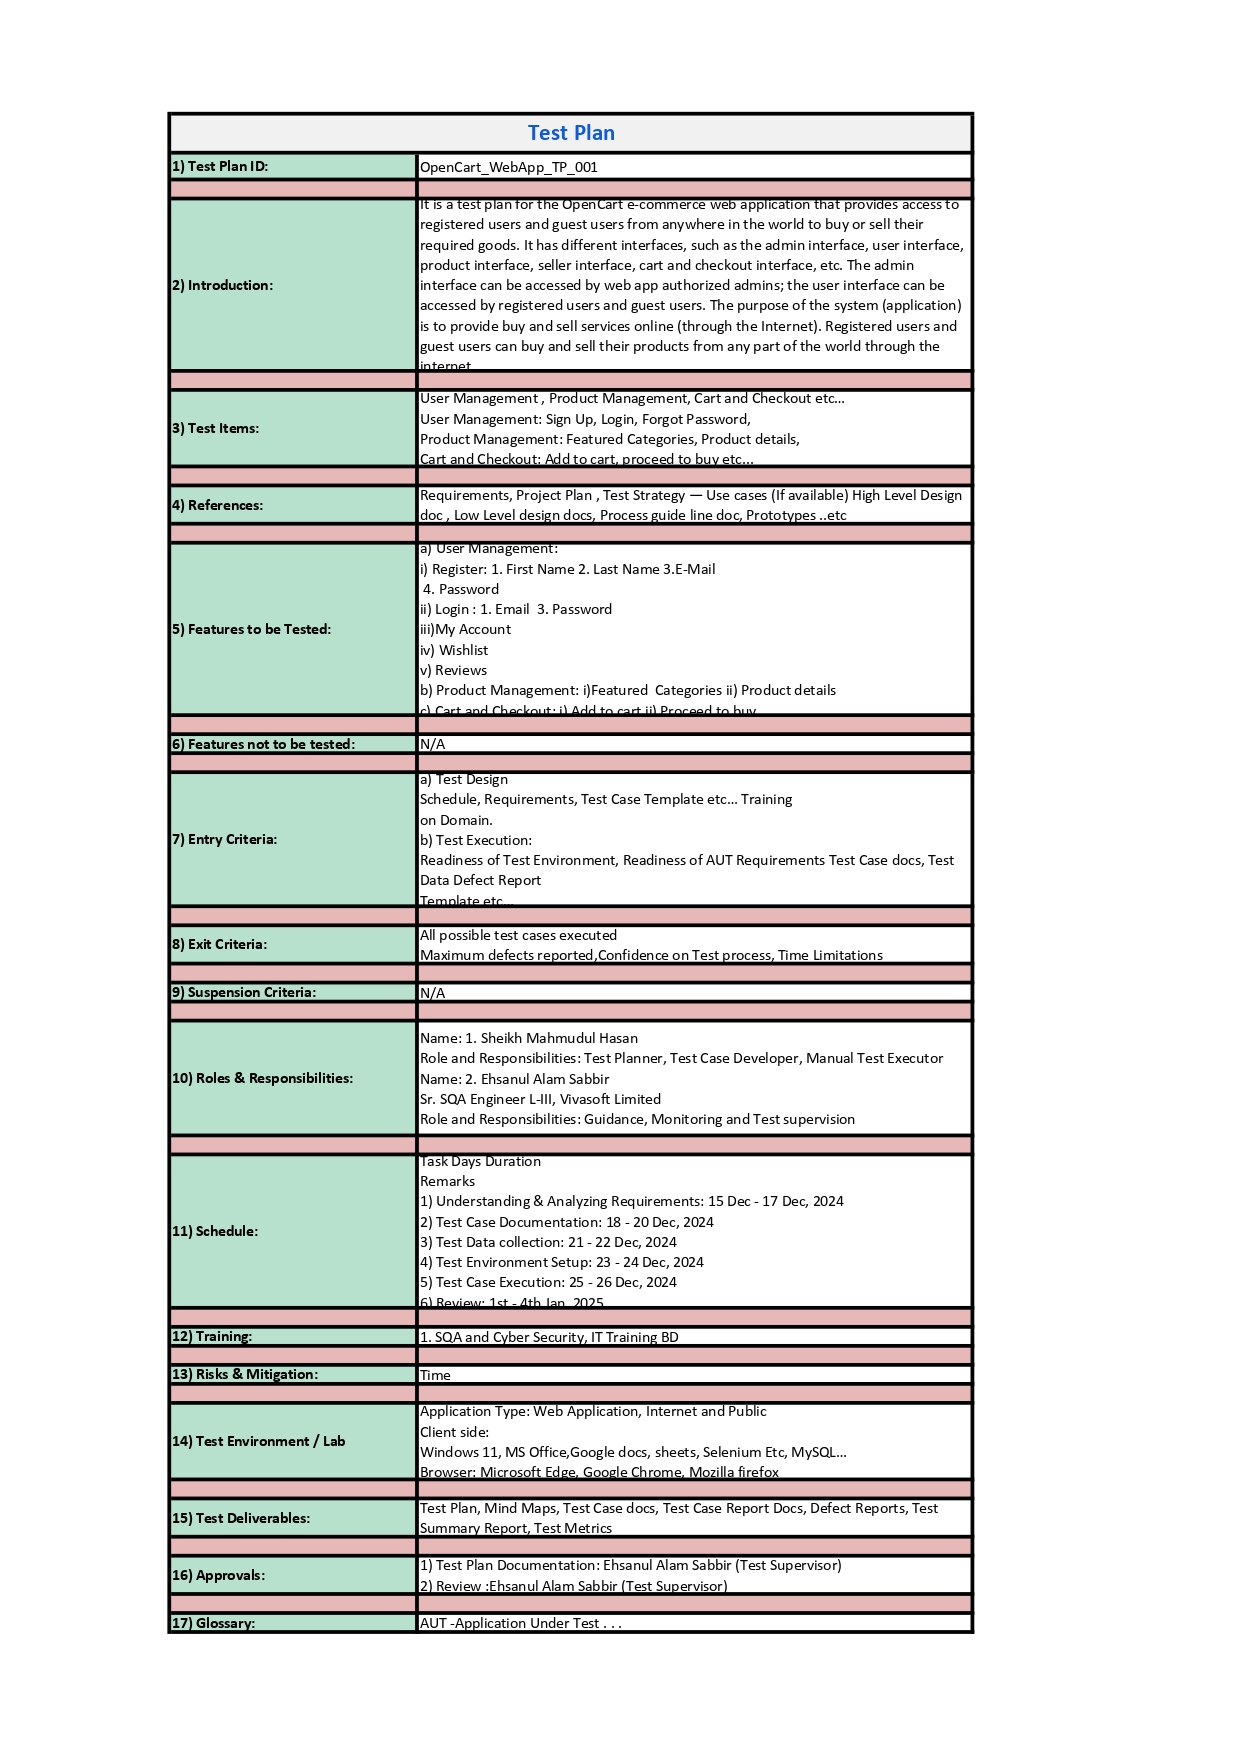 Test Plan
1) Test Plan ID:
OpenCart_WebApp_TP_001
2) Introduction:
It is a test plan for the OpenCart e-commerce web application that provides access to
registered users and guest users from anywhere in the world to buy or sell their
required goods. It has different interfaces, such as the admin interface, user interface,
product interface, seller interface, cart and checkout interface, etc. The admin
interface can be accessed by web app authorized admins; the user interface can be
accessed by registered users and guest users. The purpose of the system (application)
is to provide buy and sell services online (through the Internet). Registered users and
guest users can buy and sell their products from any part of the world through the
internet
3) Test Items:
User Management , Product Management, Cart and Checkout etc...
User Management: Sign Up, Login, Forgot Password,
Product Management: Featured Categories, Product details,
Cart and Checkout: Add to cart, proceed to buy etc...
4) References:
Requirements, Project Plan , Test Strategy — Use cases (If available) High Level Design
doc , Low Level design docs, Process guide line doc, Prototypes ..etc
5) Features to be Tested:
a) User Management:
i) Register: 1. First Name 2. Last Name 3.E-Mail
4. Password
ii) Login : 1. Email  3. Password
iii)My Account
iv) Wishlist
v) Reviews
b) Product Management: i)Featured  Categories ii) Product details
c) Cart and Checkout: i) Add to cart ii) Proceed to buy
6) Features not to be tested:
N/A
7) Entry Criteria:
a) Test Design
Schedule, Requirements, Test Case Template etc... Training
on Domain.
b) Test Execution:
Readiness of Test Environment, Readiness of AUT Requirements Test Case docs, Test
Data Defect Report
Template etc...
8) Exit Criteria:
All possible test cases executed
Maximum defects reported,Confidence on Test process, Time Limitations
9) Suspension Criteria:
N/A
10) Roles & Responsibilities:
Name: 1. Sheikh Mahmudul Hasan
Role and Responsibilities: Test Planner, Test Case Developer, Manual Test Executor
Name: 2. Ehsanul Alam Sabbir
Sr. SQA Engineer L-III, Vivasoft Limited
Role and Responsibilities: Guidance, Monitoring and Test supervision
11) Schedule:
Task Days Duration
Remarks
1) Understanding & Analyzing Requirements: 15 Dec - 17 Dec, 2024
2) Test Case Documentation: 18 - 20 Dec, 2024
3) Test Data collection: 21 - 22 Dec, 2024
4) Test Environment Setup: 23 - 24 Dec, 2024
5) Test Case Execution: 25 - 26 Dec, 2024
6) Review: 1st - 4th Jan, 2025
12) Training:
1. SQA and Cyber Security, IT Training BD
13) Risks & Mitigation:
Time
14) Test Environment / Lab
Application Type: Web Application, Internet and Public
Client side:
Windows 11, MS Office,Google docs, sheets, Selenium Etc, MySQL...
Browser: Microsoft Edge, Google Chrome, Mozilla firefox
15) Test Deliverables:
Test Plan, Mind Maps, Test Case docs, Test Case Report Docs, Defect Reports, Test
Summary Report, Test Metrics
16) Approvals:
1) Test Plan Documentation: Ehsanul Alam Sabbir (Test Supervisor)
2) Review :Ehsanul Alam Sabbir (Test Supervisor)
17) Glossary:
AUT -Application Under Test . . .